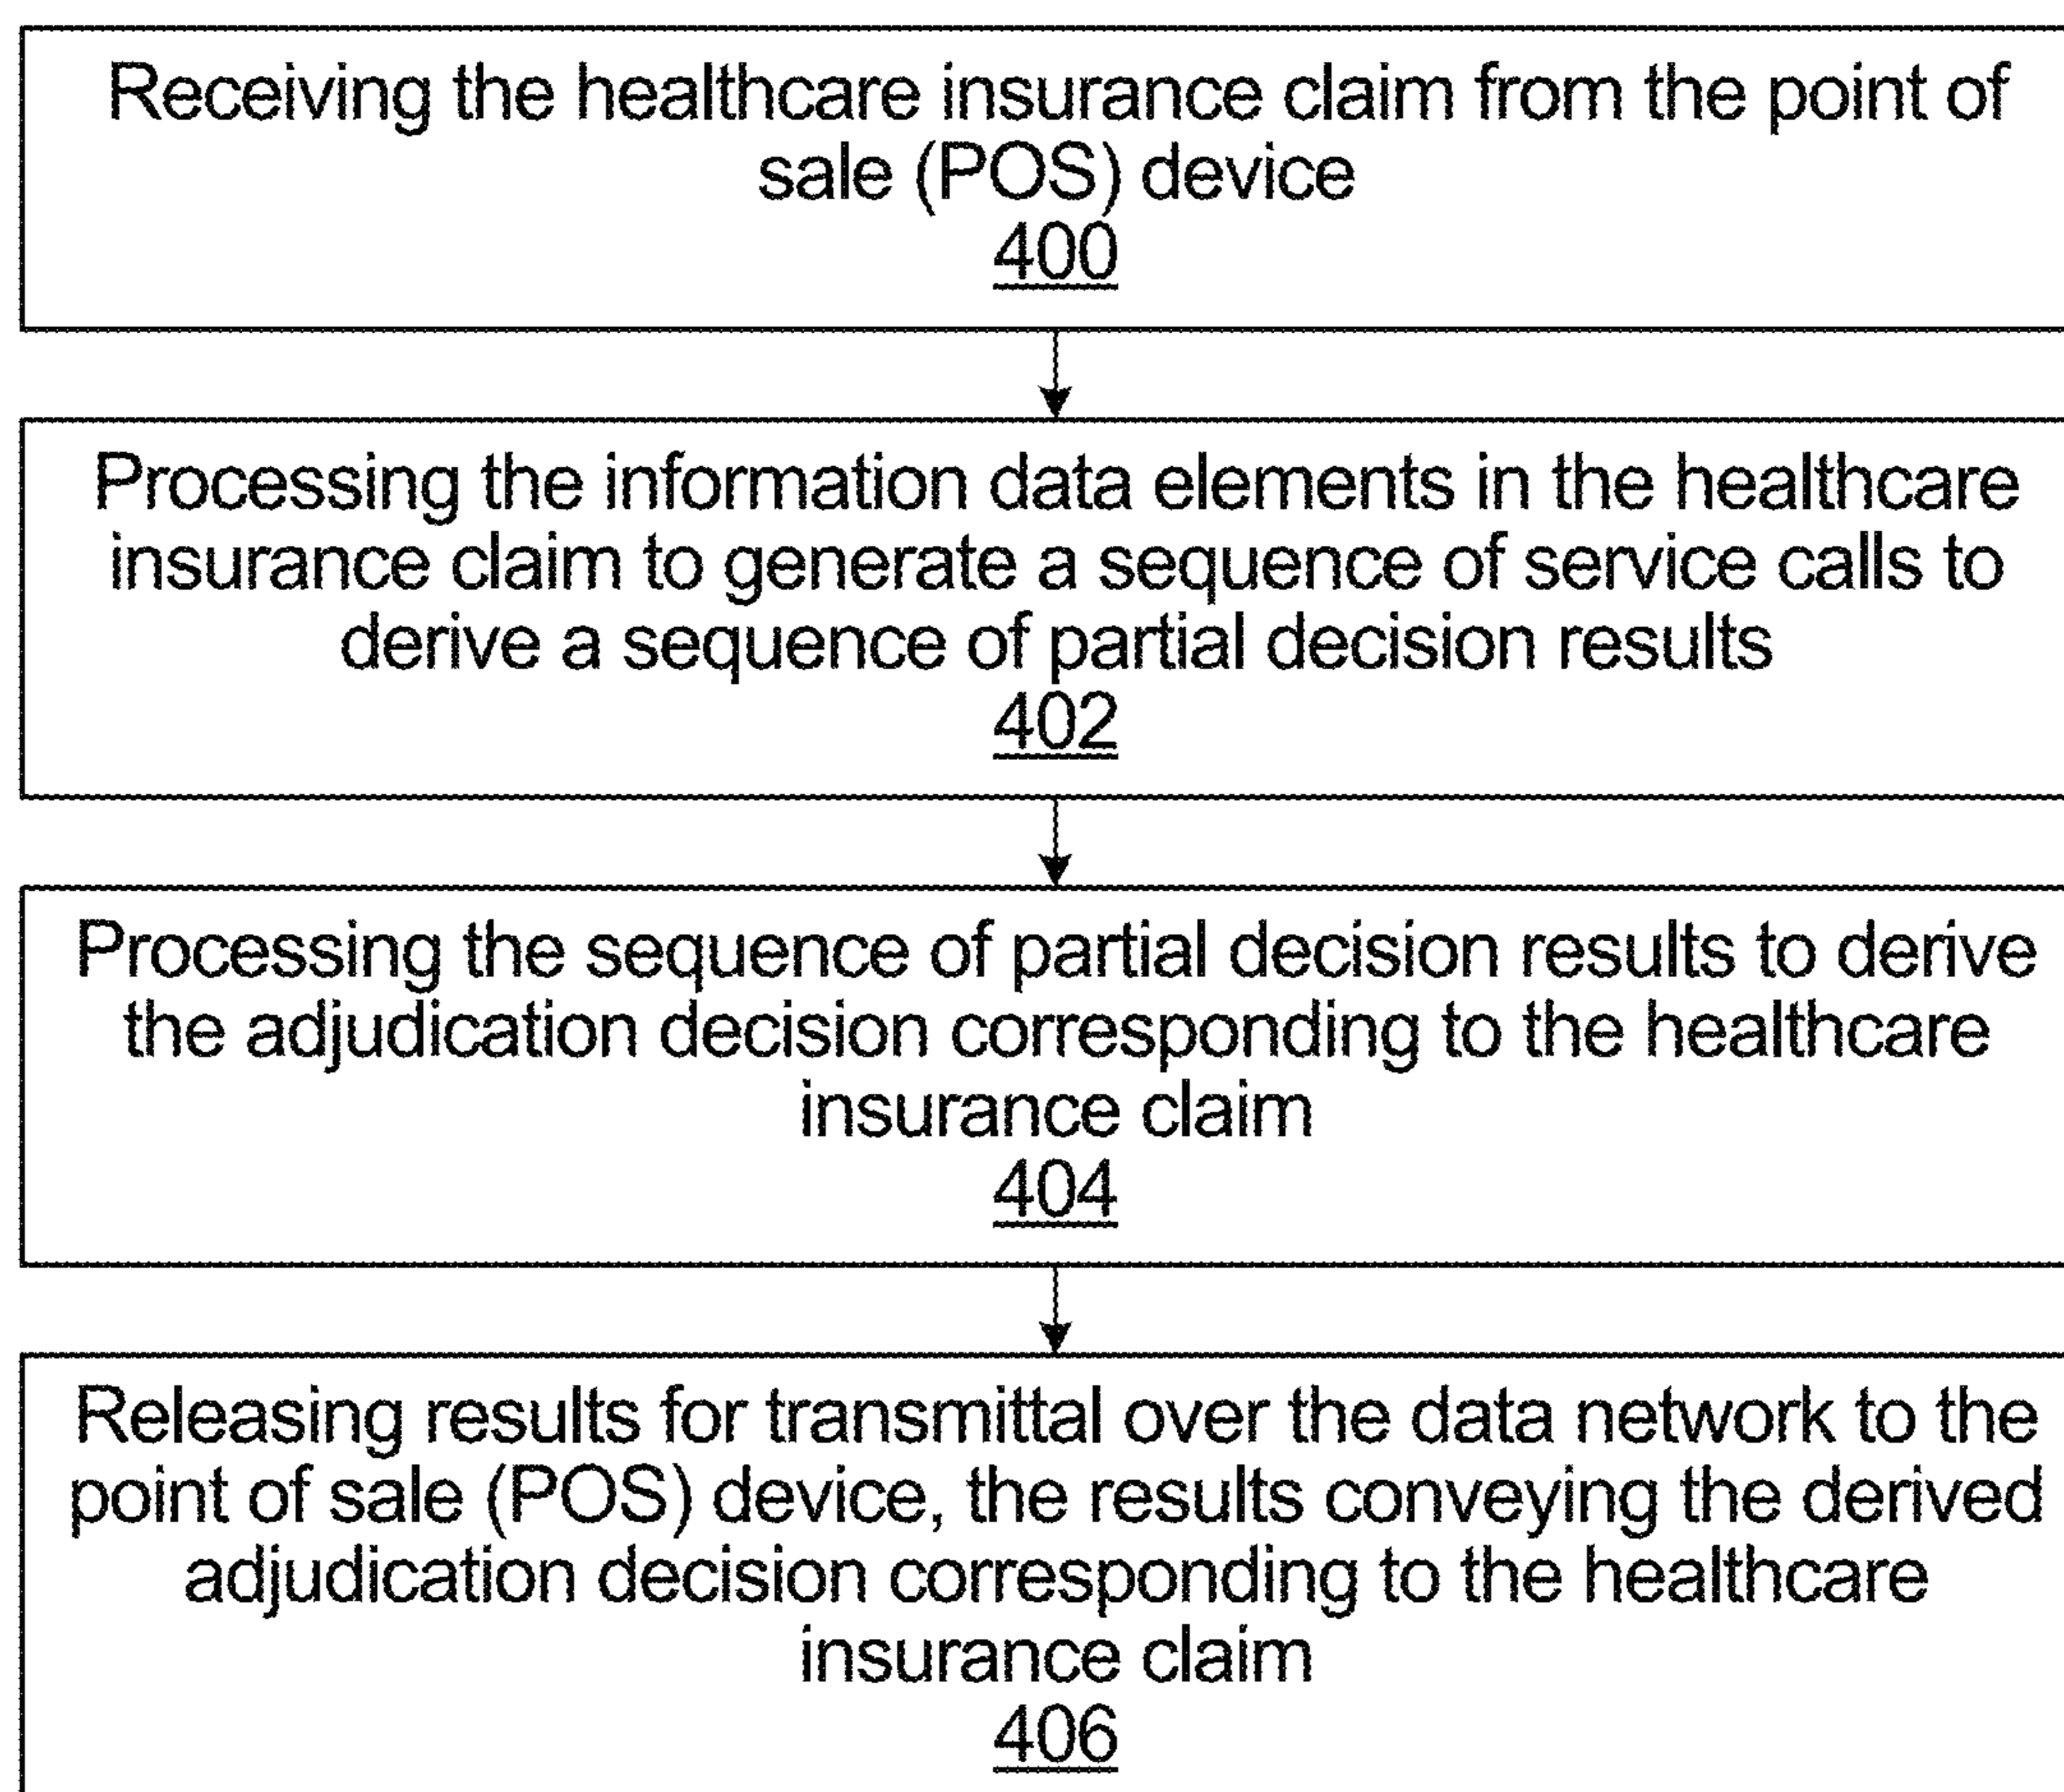 Receiving the healthcare insurance claim from the point of
sale (POS) device
400
Processing the information data elements in the healthcare
insurance claim to generate a sequence of service calls to
derive a sequence of partial decision results
402
Processing the sequence of partial decision results to derive
the adjudication decision corresponding to the healthcare
insurance claim
404
Releasing results for transmittal over the data network to the
point of sale (POS) device, the results conveying the derived
adjudication decision corresponding to the healthcare
insurance claim
406